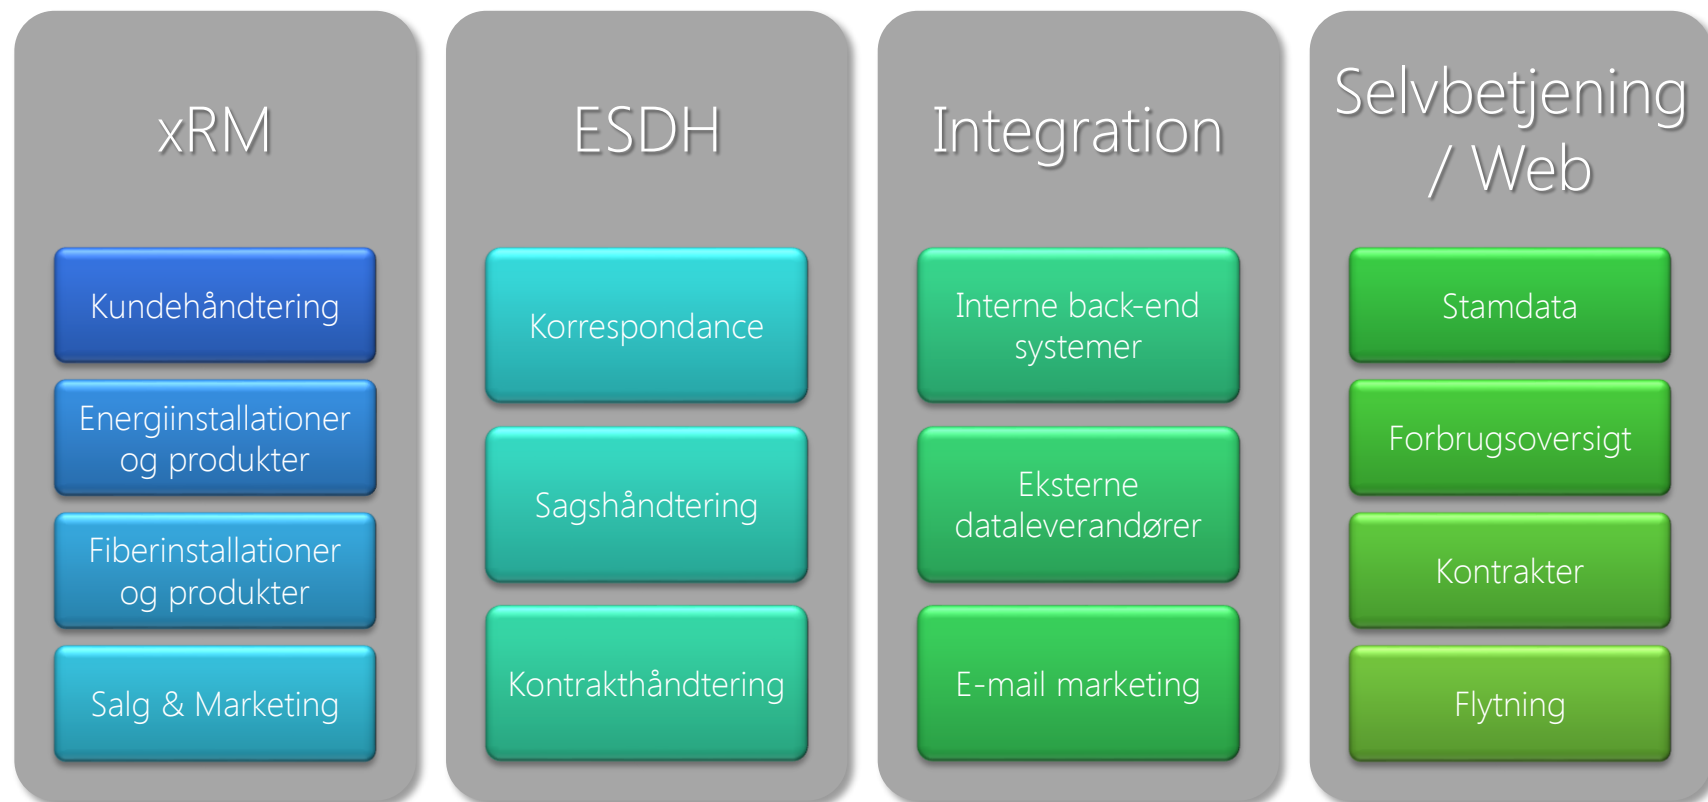 xRM
Kundehåndtering
Energiinstallationer
og produkter
Fiberinstallationer
og produkter
Salg & Marketing
ESDH
Korrespondance
Sagshåndtering
Kontrakthåndtering
Integration
Interne back-end
systemer
Eksterne
dataleverandører
E-mail marketing
Selvbetjening
/ Web
Stamdata
Forbrugsoversigt
Kontrakter
Flytning